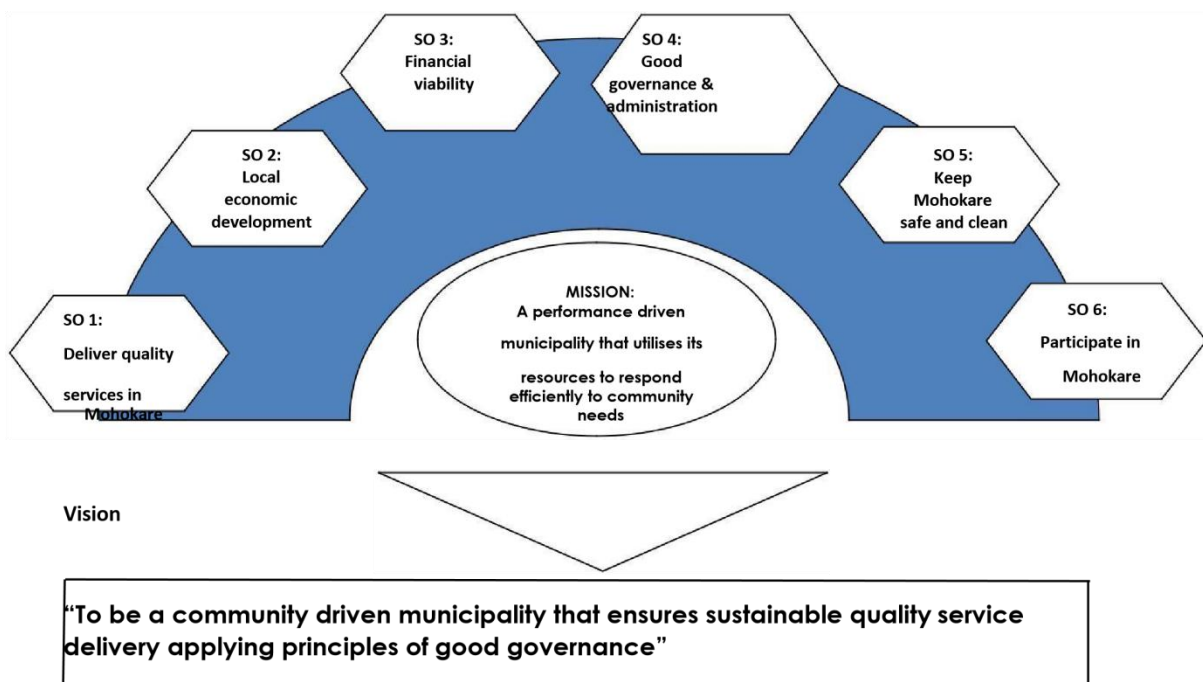 SO 1:
Deliver quality
services in
Mohokare
SO 2:
Local
economic
development
SO 3:
Financial
viability
SO 4:
Good
governance &
administration
SO 5:
Keep
Mohokare
safe and clean
SO 6:
Participate in
Mohokare
MISSION:
A performance driven
municipality that utilises its
resources to respond
efficiently to community
needs
Vision
“To be a community driven municipality that ensures sustainable quality service
delivery applying principles of good governance”